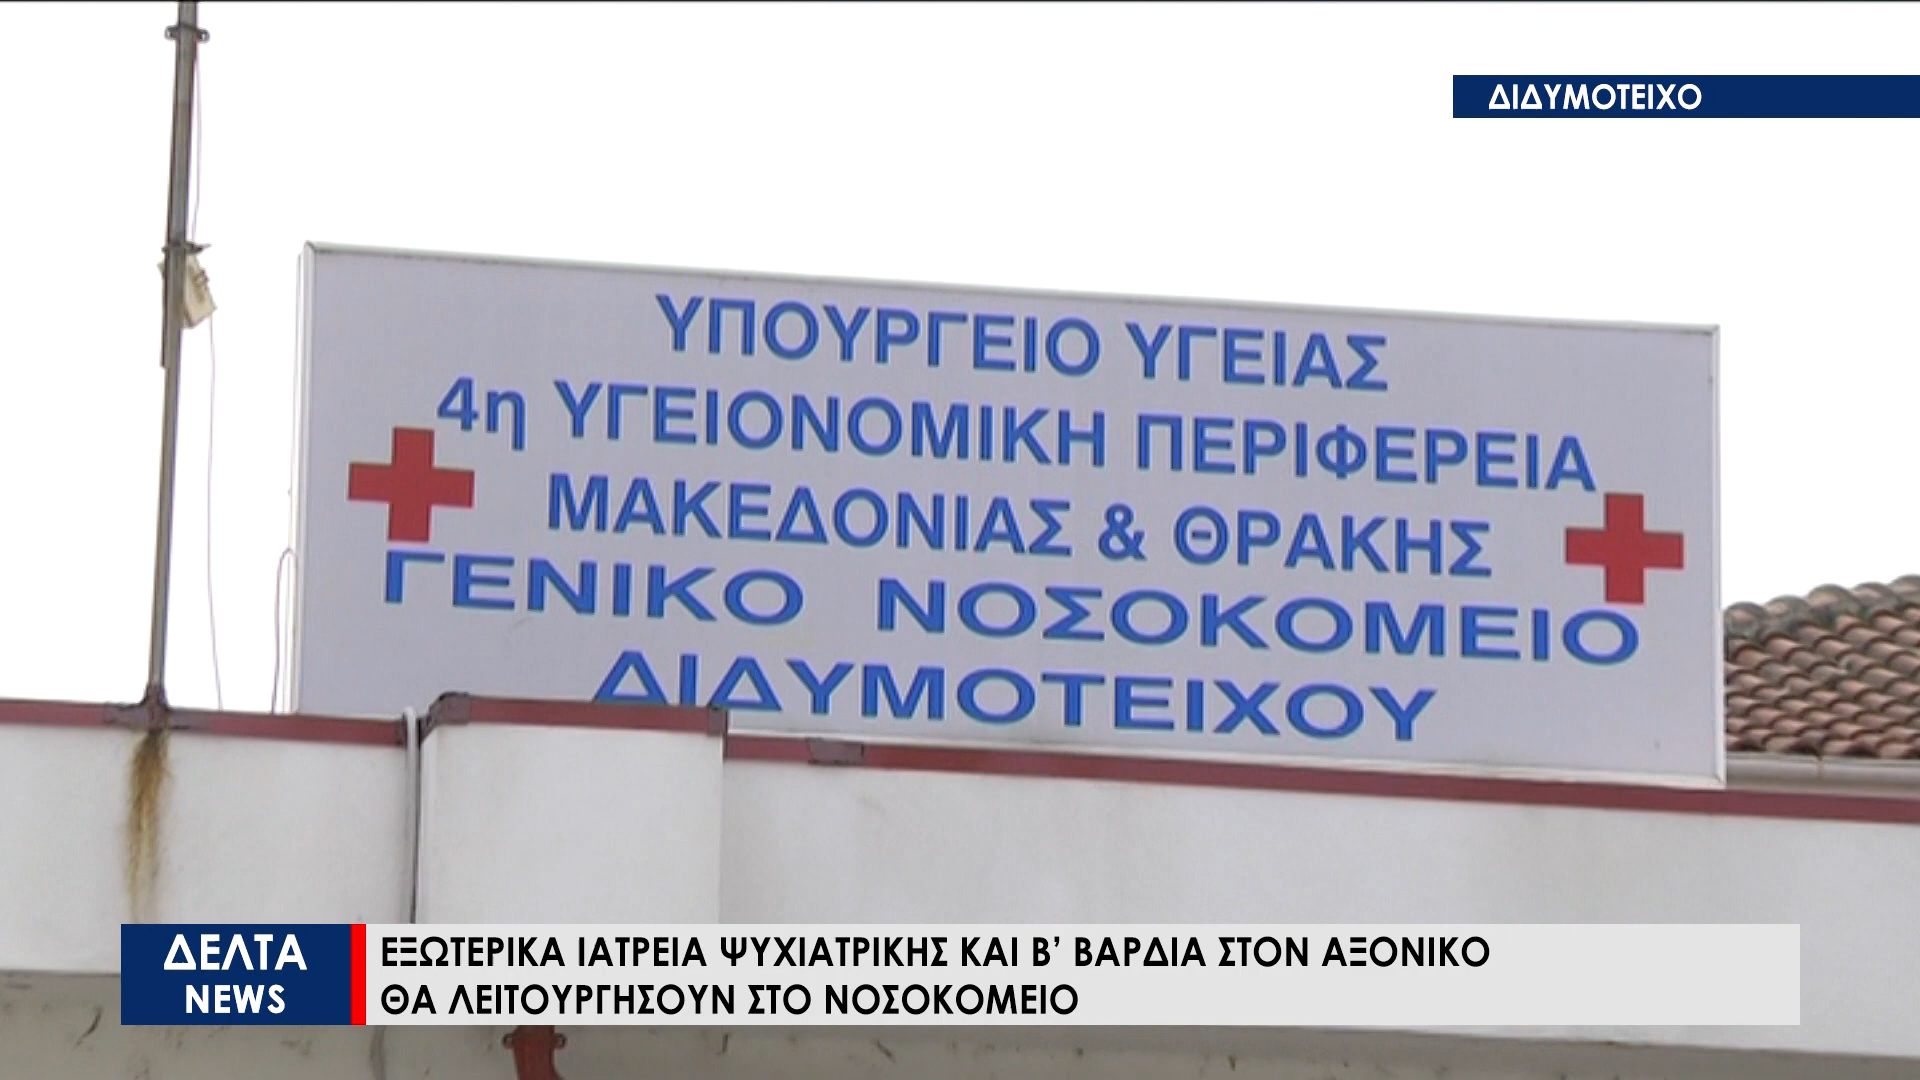 ΔΙΔΥΜΟΤΕΙΧΟ
ΥΠΟΥΡΓΕΙΟ ΥΓΕΙΑΣ
4η ΥΓΕΙΟΝΟΜΙΚΗ ΠΕΡΙΦΕΡΕΙΑ
ΜΑΚΕΔΟΝΙΑΣ & ΘΡΑΚΗΣ
ΓΕΝΙΚΟ ΝΟΣΟΚΟΜΕΙΟ
ΔΙΔΥΜΟΤΕΙΧΟΥ
ΔΕΛΤΑ
NEWS
ΕΞΩΤΕΡΙΚΑ ΙΑΤΡΕΙΑ ΨΥΧΙΑΤΡΙΚΗΣ ΚΑΙ Β’ ΒΑΡΔΙΑ ΣΤΟΝ ΑΞΟΝΙΚΟ
ΘΑ ΛΕΙΤΟΥΡΓΗΣΟΥΝ ΣΤΟ ΝΟΣΟΚΟΜΕΙΟ